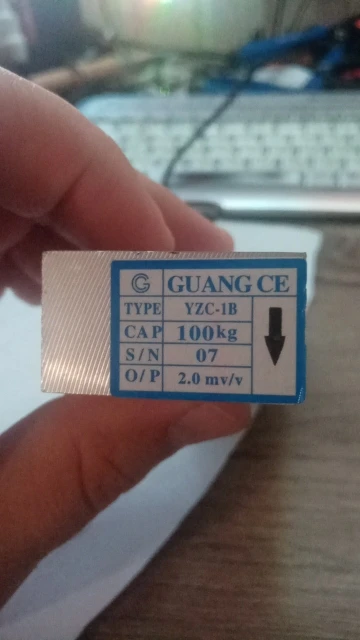 G GUANG CE
TYPE YZC-1B
CAP 100kg
S/N 07
O/P 2.0 mv/v